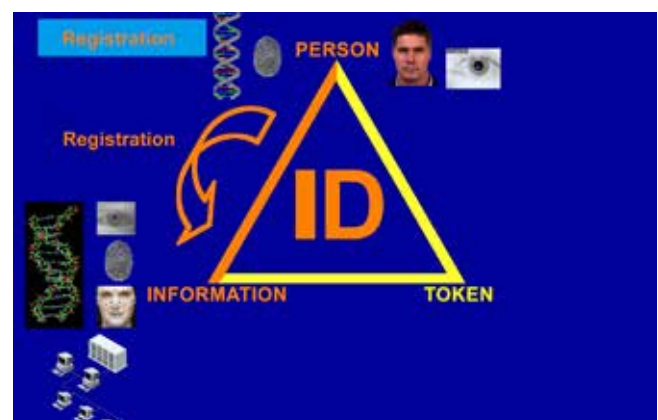 Registration
PERSON
Registration
ID
INFORMATION
TOKEN